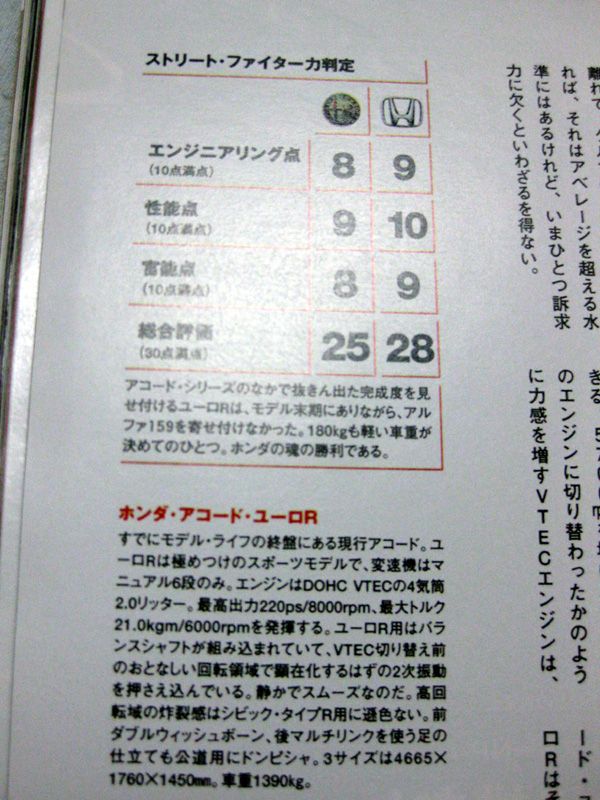 ストリート・ファイター力判定
エンジニアリング点 8 9
(10点満点)
性能点 9 10
(10点満点)
官能点 8 9
(10点満点)
総合評価 25 28
(30点満点)
アコード・シリーズのなかで抜きん出た完成度を見
せ付けるユーロRは、モデル末期にありながら、アル
ファ159を寄せ付けなかった。180kgも軽い車重が
決めてのひとつ。ホンダの魂の勝利である。
ホンダ・アコード・ユーロR
すでにモデル・ライフの終盤にある現行アコード。ユ
ーロRは極めつけのスポーツモデルで、変速機はマ
ニュアル6段のみ。エンジンはDOHC VTECの4気筒
2.0リッター。最高出力220ps/8000rpm、最大トルク
21.0kgm/6000rpmを発揮する。ユーロR用はバラ
ンスシャフトが組み込まれていて、VTEC切り替え前
のおとなしい回転領域で顕在化するはずの2次振動
を押さえ込んでいる。静かでスムーズなのだ。高回
転域の炸裂感はシビック・タイプR用に遜色ない。前
ダブルウィッシュボーン、後マルチリンクを使う足の
仕立ても公道用にドンピシャ。3サイズは4665×
1760×1450mm。車重1390kg。
れば、それはアベレージを超える水
準にはあるけれど、いまひとつ訴求
力に欠くといわざるを得ない。
のエンジンに切り替わったかのよう
に力感を増すVTECエンジンは、
ード・
ロRはそ